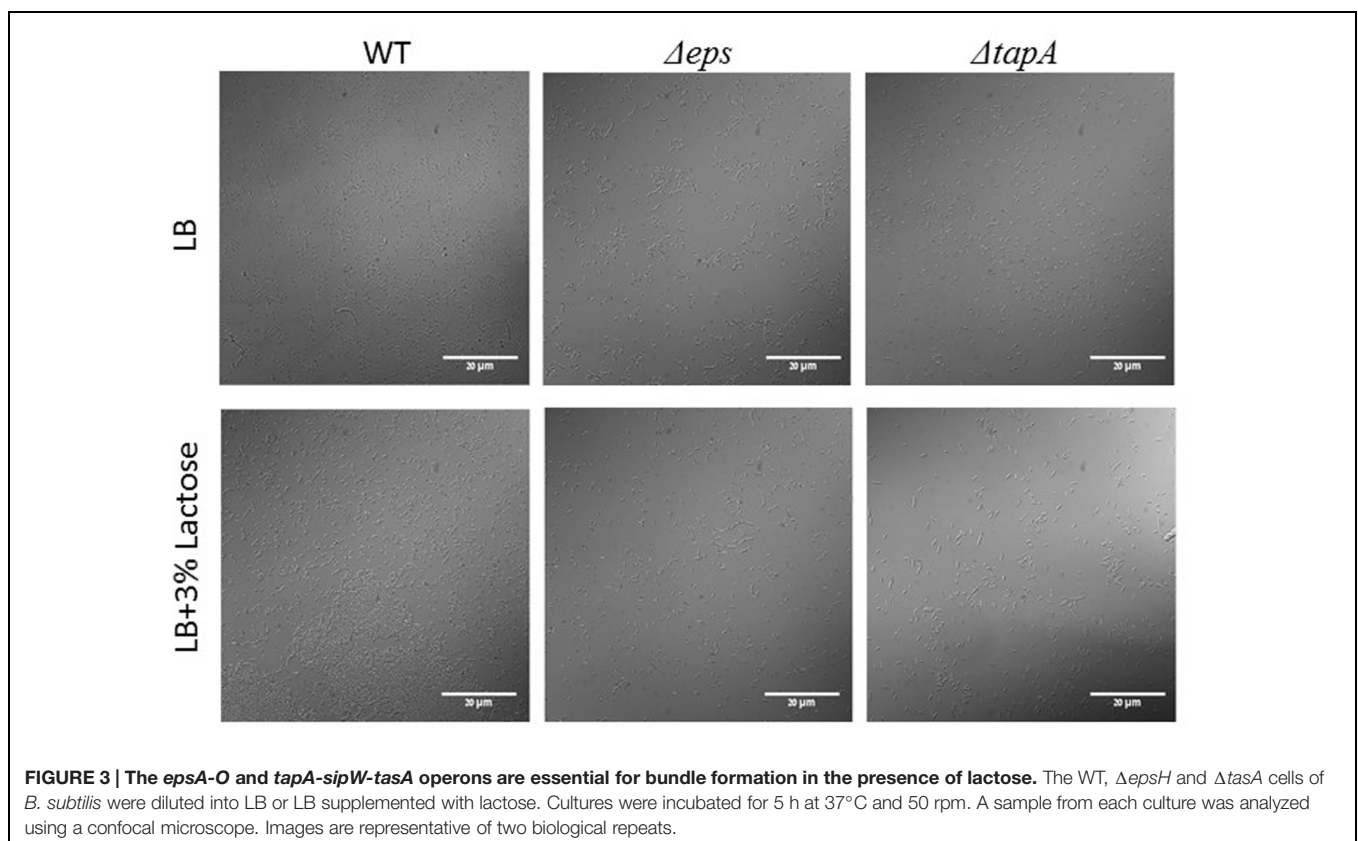 WT
Δeps
ΔtapA
LB
20 µm
20 µm
20 µm
LB+3% Lactose
20 µm
20 µm
20 µm
FIGURE 3 | The epsA-O and tapA-sipW-tasA operons are essential for bundle formation in the presence of lactose. The WT, ΔepsH and ΔtasA cells of
B. subtilis were diluted into LB or LB supplemented with lactose. Cultures were incubated for 5 h at 37°C and 50 rpm. A sample from each culture was analyzed
using a confocal microscope. Images are representative of two biological repeats.